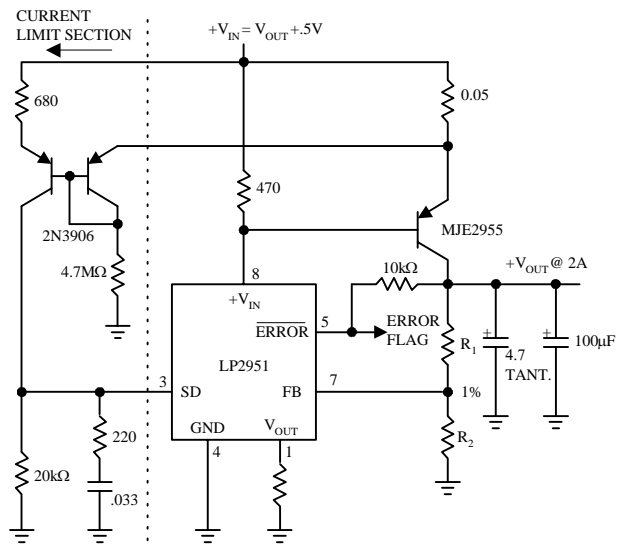 CURRENT
LIMIT SECTION
+V_IN = V_OUT +.5V
680
0.05
470
2N3906
MJE2955
4.7MΩ
10kΩ
+V_OUT @ 2A
8
+V_IN
5
ERROR
ERROR
FLAG
LP2951
R_1
4.7
TANT.
100µF
3
SD
FB
7
1%
GND
V_OUT
220
4
1
R_2
20kΩ
.033
+
+